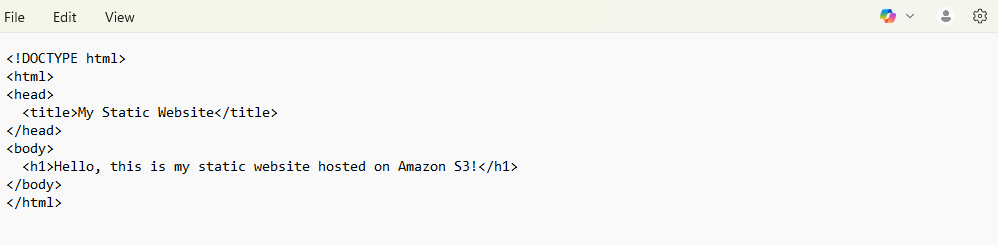 File Edit View
<!DOCTYPE html>
<html>
<head>
  <title>My Static Website</title>
</head>
<body>
  <h1>Hello, this is my static website hosted on Amazon S3!</h1>
</body>
</html>